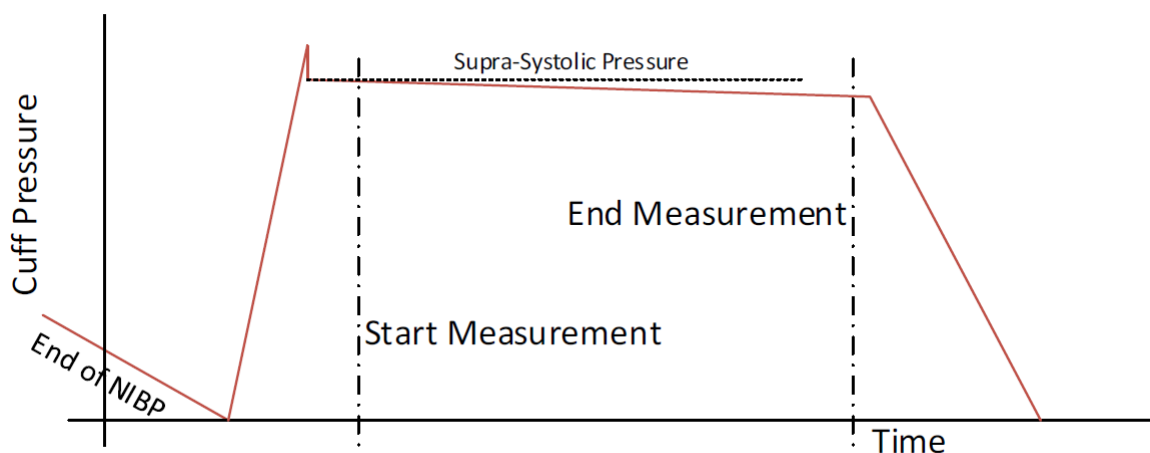 Supra-Systolic Pressure
Cuff Pressure
End Measurement
Start Measurement
End of NIBP
Time